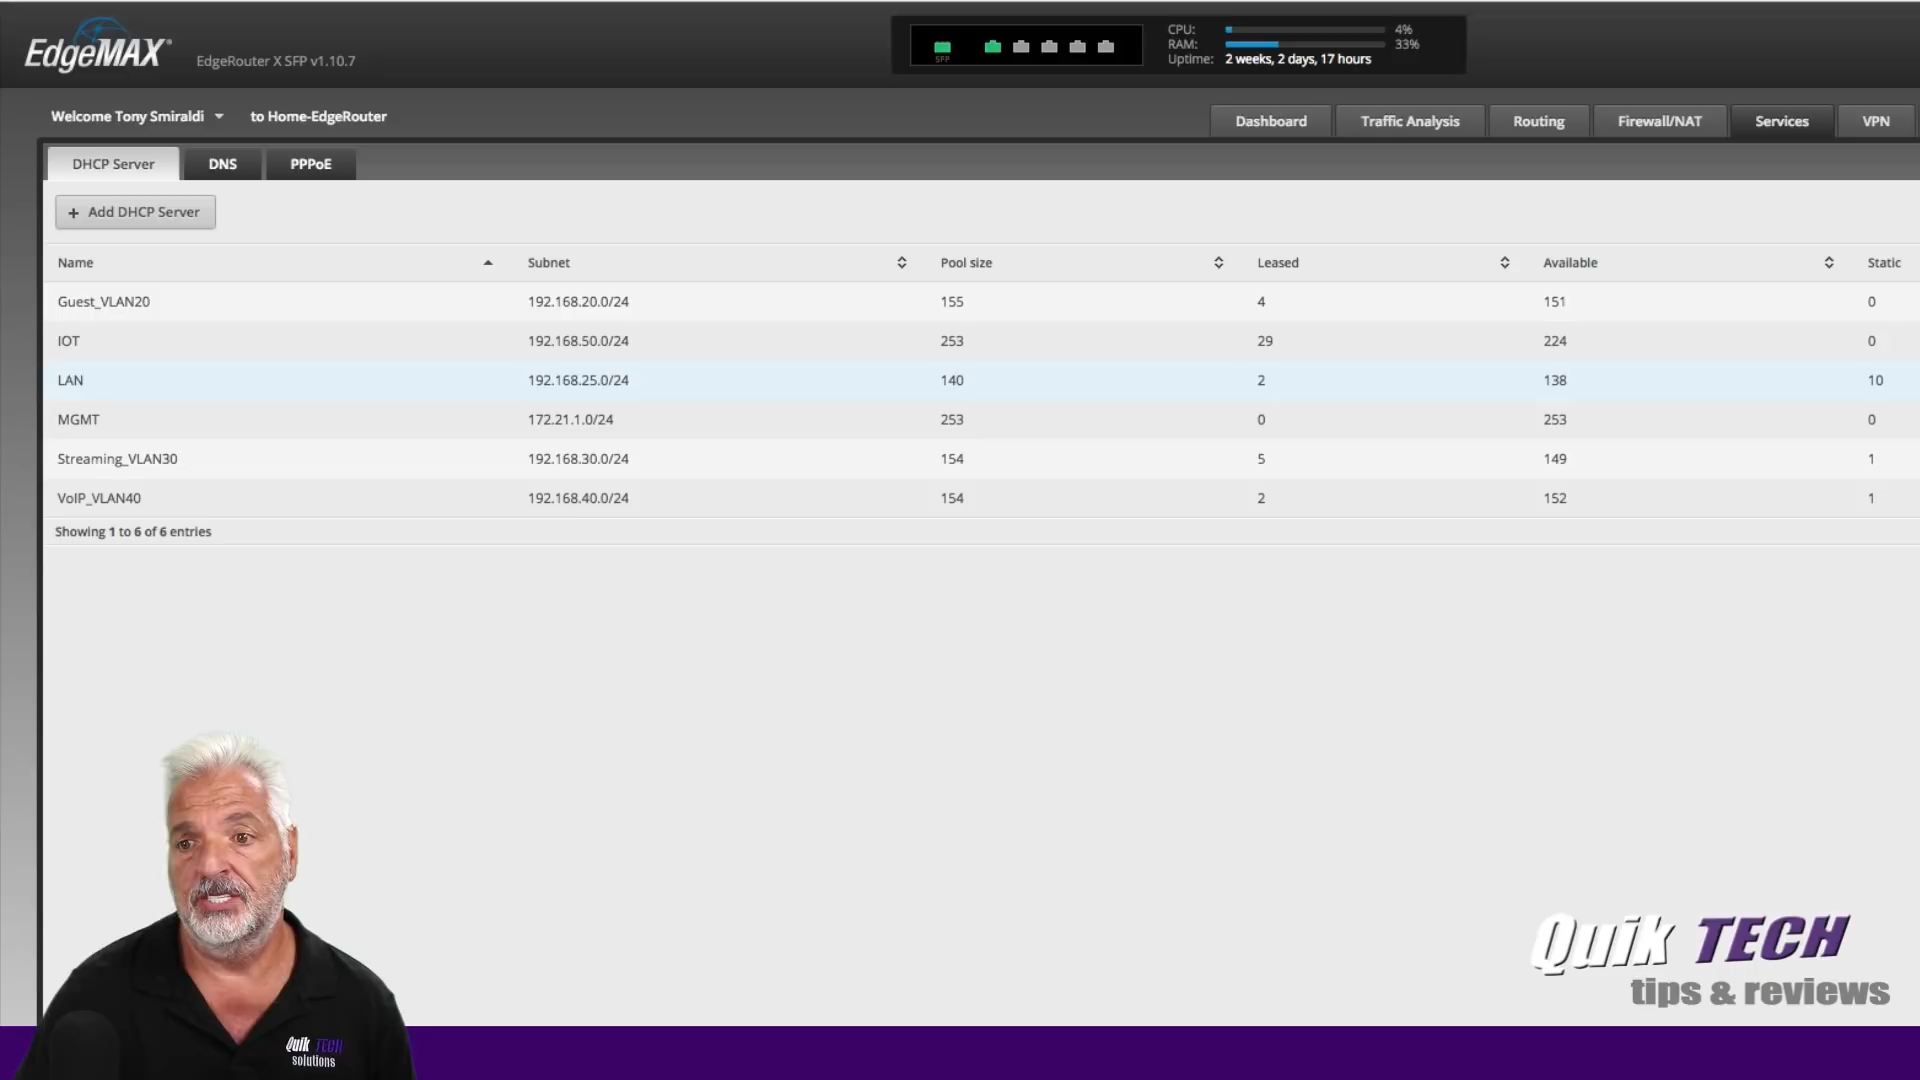 EdgeMAX
EdgeRouter X SFP v1.10.7
SFP
CPU: 4%
RAM: 33%
Uptime: 2 weeks, 2 days, 17 hours
Welcome Tony Smiraldi to Home-EdgeRouter
Dashboard Traffic Analysis Routing Firewall/NAT Services VPN
DHCP Server DNS PPPoE
+ Add DHCP Server
Name Subnet Pool size Leased Available Static
Guest_VLAN20 192.168.20.0/24 155 4 151 0
IOT 192.168.50.0/24 253 29 224 0
LAN 192.168.25.0/24 140 2 138 10
MGMT 172.21.1.0/24 253 0 253 0
Streaming_VLAN30 192.168.30.0/24 154 5 149 1
VoIP_VLAN40 192.168.40.0/24 154 2 152 1
Showing 1 to 6 of 6 entries
Quik TECH
tips & reviews
Quik TECH
solutions